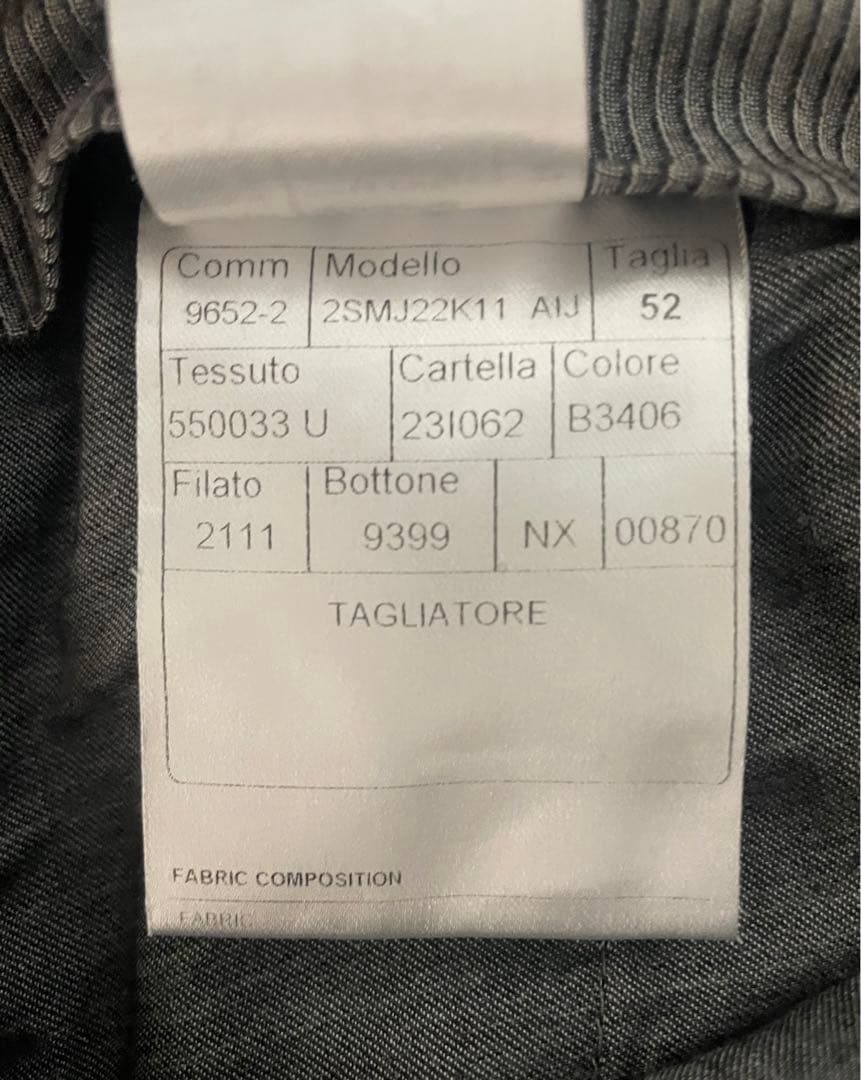 Comm Modello Taglia
9652-2 2SMJ22K11 AIJ 52
Tessuto Cartella Colore
550033 U 23I062 B3406
Filato Bottone
2111 9399 NX 00870
TAGLIATORE
FABRIC COMPOSITION
FABRIC